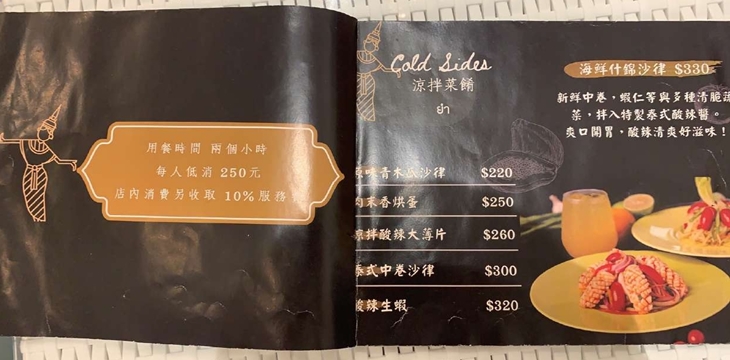 用餐時間 兩個小時
每人低消 250元
店內消費另收取 10% 服務
Cold Sides
涼拌菜餚
ยำ
味青木瓜沙律 $220
肉末香烘蛋 $250
涼拌酸辣大薄片 $260
泰式中卷沙律 $300
酸辣生蝦 $320
海鮮什錦沙律 $330
新鮮中卷，蝦仁等與多種清脆蔬
菜，拌入特製泰式酸辣醬。
爽口開胃，酸辣清爽好滋味！